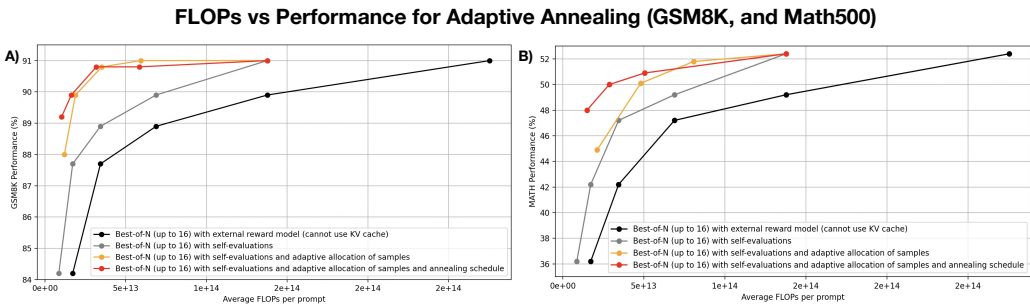 FLOPs vs Performance for Adaptive Annealing (GSM8K, and Math500)
A)
GSM8K Performance (%)
91
90
89
88
87
86
85
84
Best-of-N (up to 16) with external reward model (cannot use KV cache)
Best-of-N (up to 16) with self-evaluations
Best-of-N (up to 16) with self-evaluations and adaptive allocation of samples
Best-of-N (up to 16) with self-evaluations and adaptive allocation of samples and annealing schedule
0e+00 5e+13 1e+14 2e+14 2e+14
Average FLOPs per prompt
B)
MATH Performance (%)
52
50
48
46
44
42
40
38
36
Best-of-N (up to 16) with external reward model (cannot use KV cache)
Best-of-N (up to 16) with self-evaluations
Best-of-N (up to 16) with self-evaluations and adaptive allocation of samples
Best-of-N (up to 16) with self-evaluations and adaptive allocation of samples and annealing schedule
0e+00 5e+13 1e+14 2e+14 2e+14
Average FLOPs per prompt